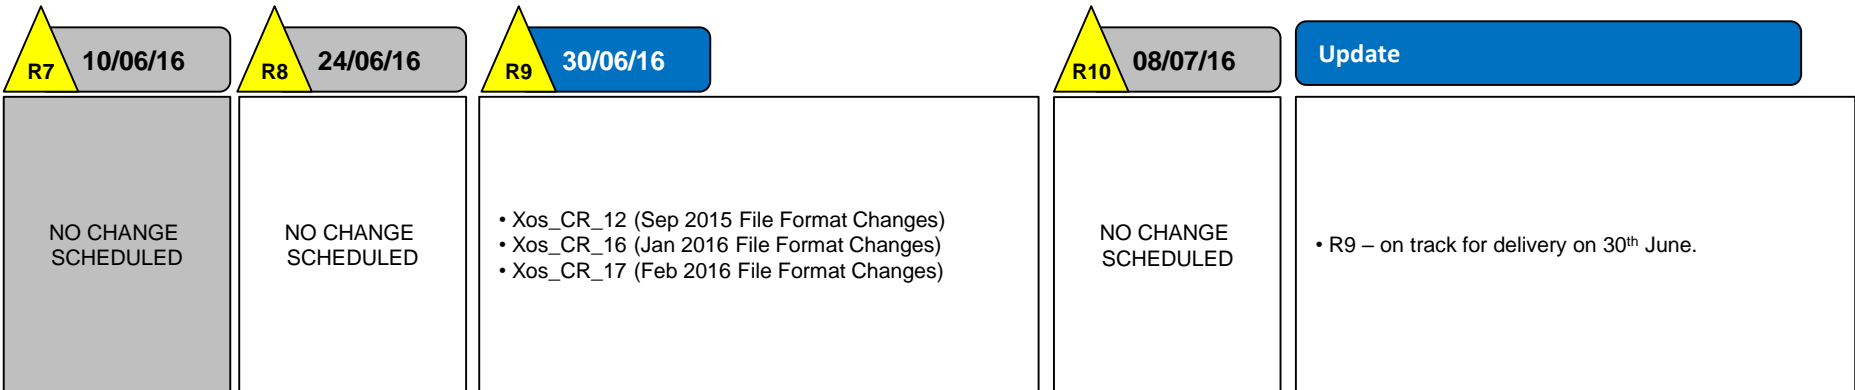 R7 10/06/16
NO CHANGE
SCHEDULED
R8 24/06/16
NO CHANGE
SCHEDULED
R9 30/06/16
• Xos_CR_12 (Sep 2015 File Format Changes)
• Xos_CR_16 (Jan 2016 File Format Changes)
• Xos_CR_17 (Feb 2016 File Format Changes)
R10 08/07/16
NO CHANGE
SCHEDULED
Update
• R9 – on track for delivery on 30th June.